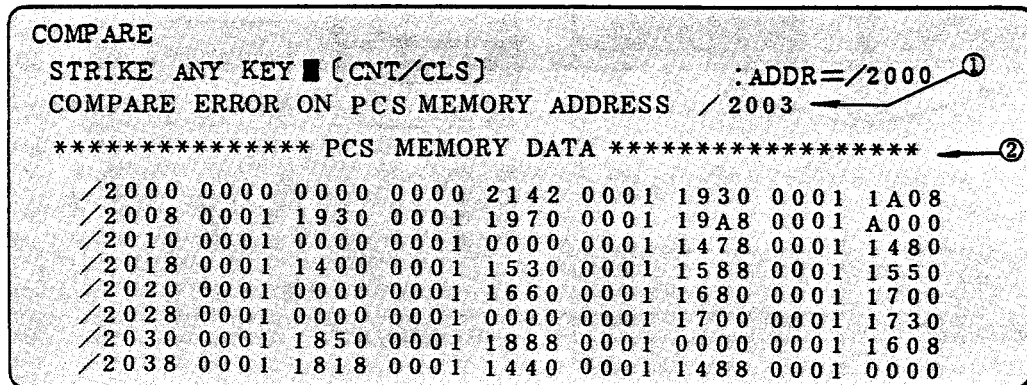 COMPARE
STRIKE ANY KEY■ [CNT/CLS] :ADDR=/2000 ①
COMPARE ERROR ON PCS MEMORY ADDRESS /2003
*************** PCS MEMORY DATA ****************** ②
/2000 0000 0000 0000 2142 0001 1930 0001 1A08
/2008 0001 1930 0001 1970 0001 19A8 0001 A000
/2010 0001 0000 0001 0000 0001 1478 0001 1480
/2018 0001 1400 0001 1530 0001 1588 0001 1550
/2020 0001 0000 0001 1660 0001 1680 0001 1700
/2028 0001 0000 0001 0000 0001 1700 0001 1730
/2030 0001 1850 0001 1888 0001 0000 0001 1608
/2038 0001 1818 0001 1440 0001 1488 0001 0000